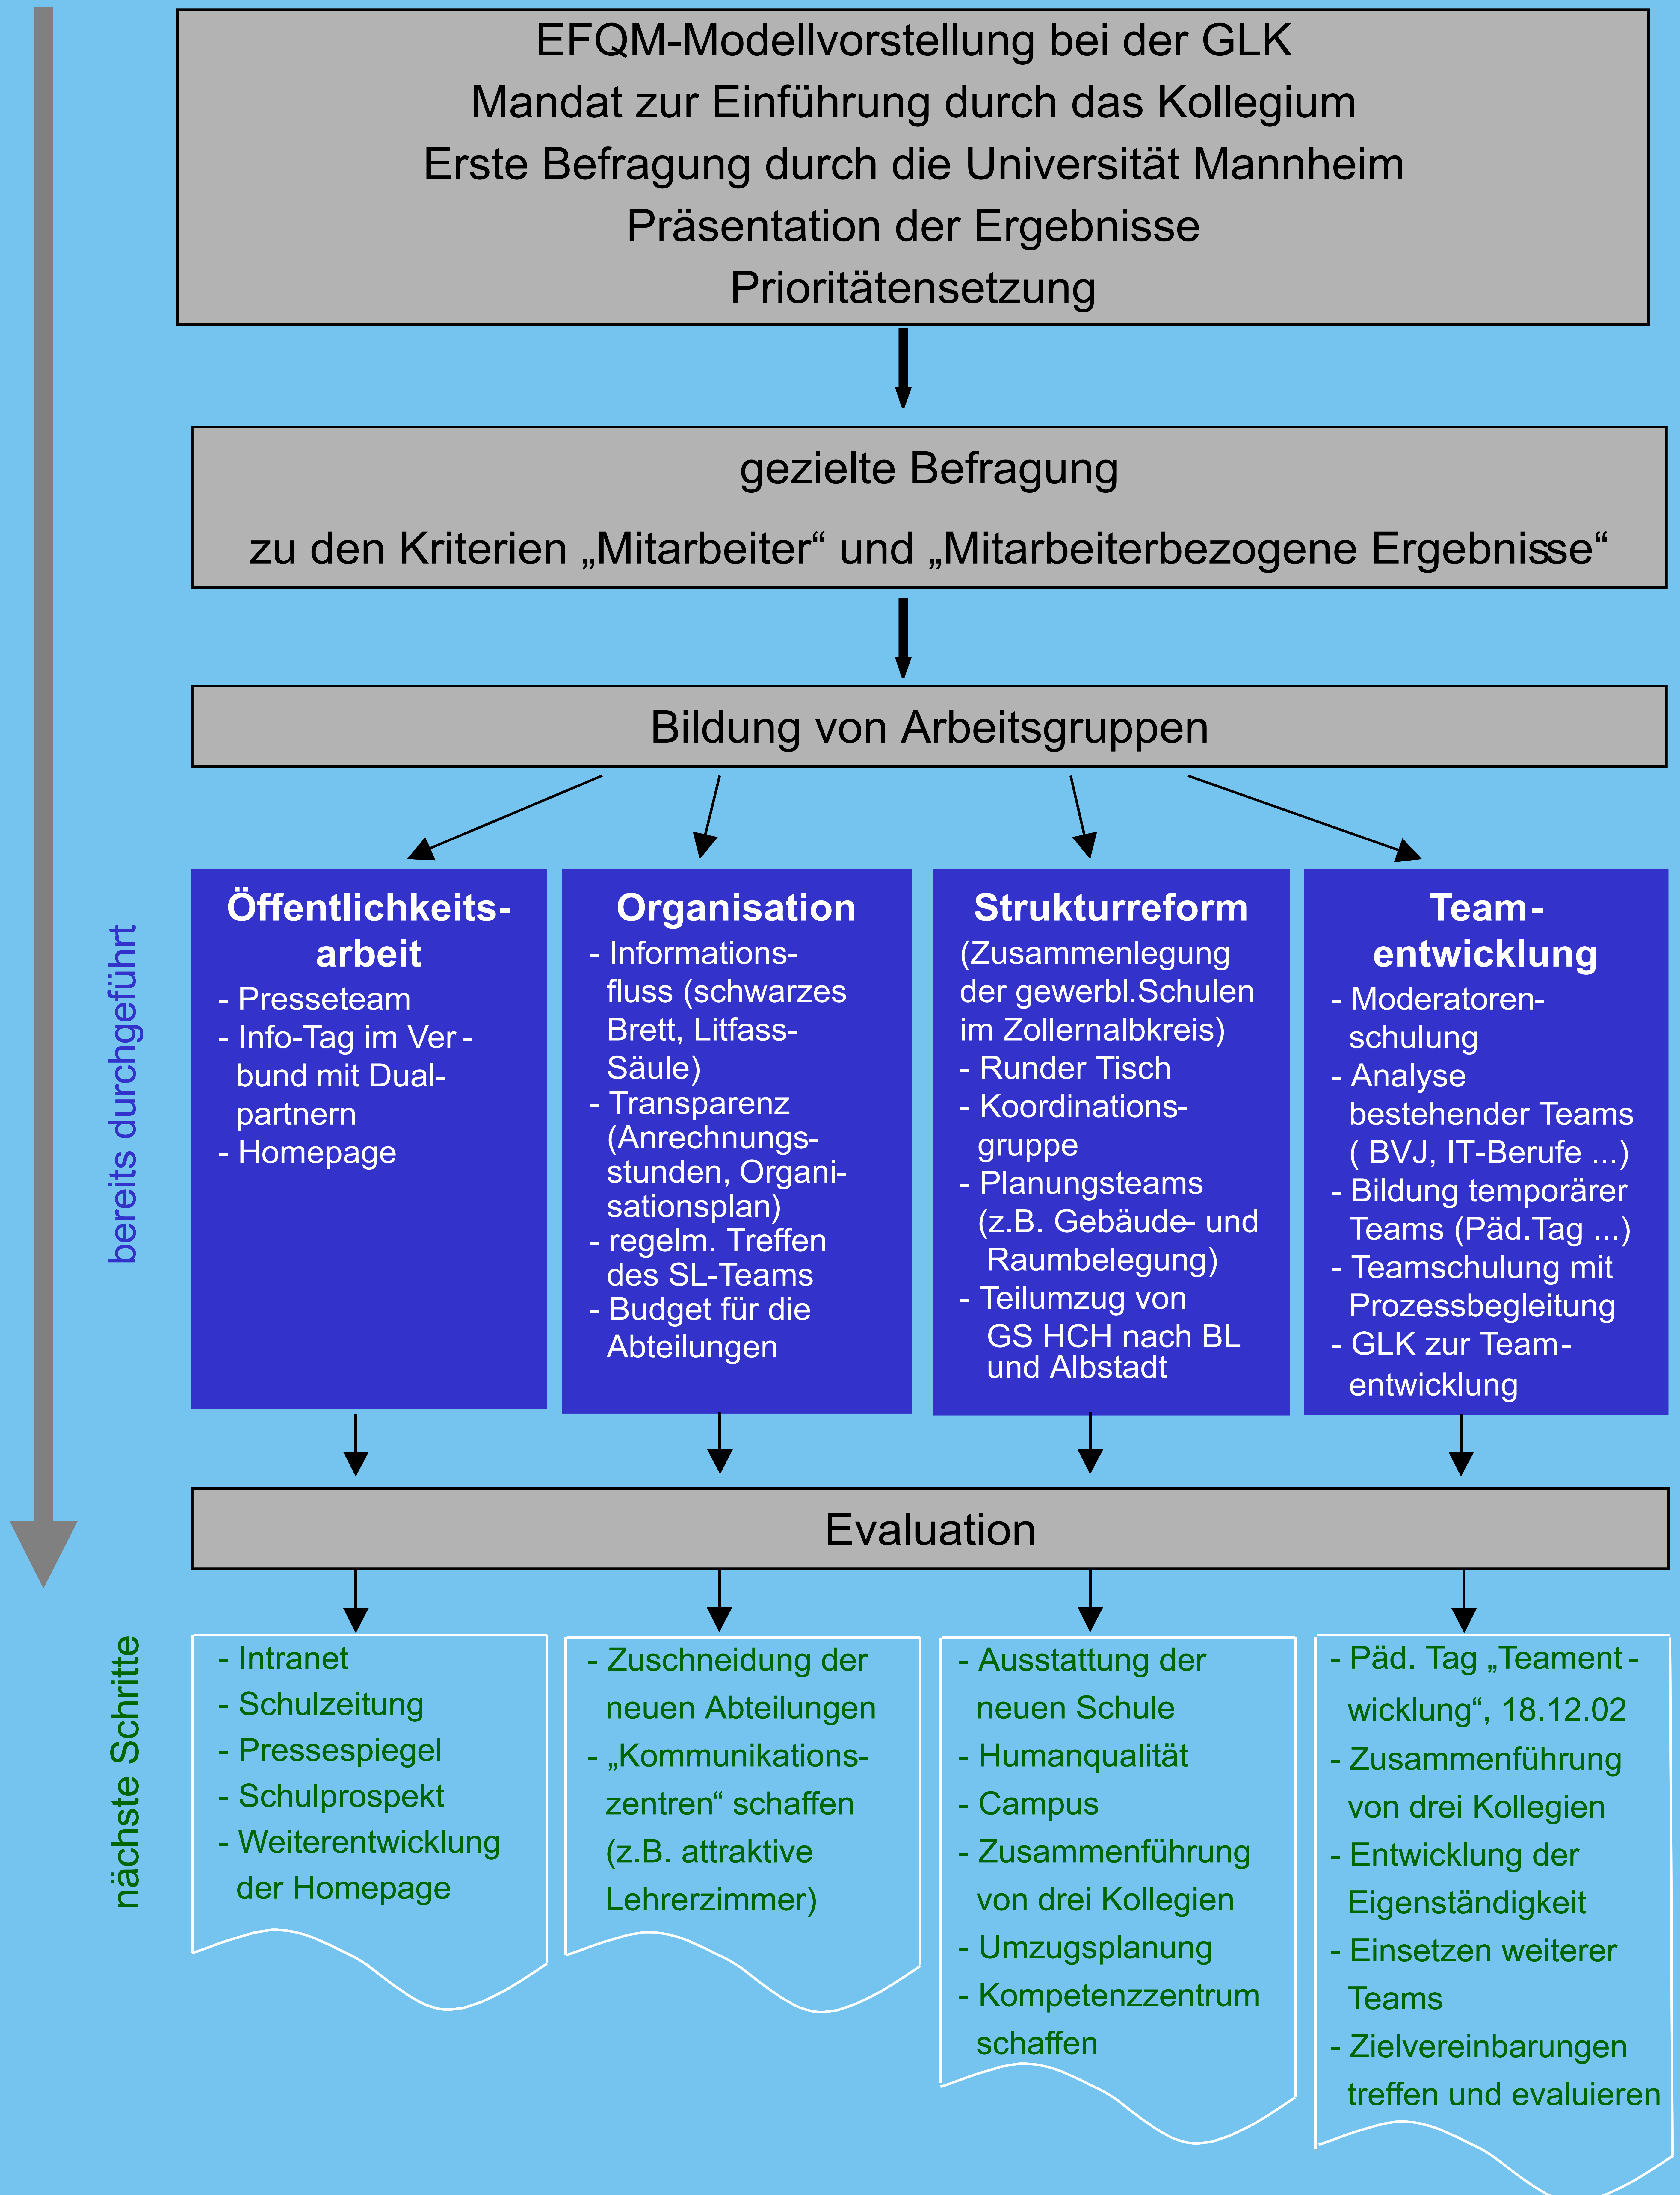 EFQM-Modellvorstellung bei der GLK
Mandat zur Einführung durch das Kollegium
Erste Befragung durch die Universität Mannheim
Präsentation der Ergebnisse
Prioritätensetzung
gezielte Befragung
zu den Kriterien „Mitarbeiter“ und „Mitarbeiterbezogene Ergebnisse“
Bildung von Arbeitsgruppen
bereits durchgeführt
Öffentlichkeits-
arbeit
- Presseteam
- Info-Tag im Ver-
bund mit Dual-
partnern
- Homepage
Organisation
- Informations-
fluss (schwarzes
Brett, Litfass-
Säule)
- Transparenz
(Anrechnungs-
stunden, Organi-
sationsplan)
- regelm. Treffen
des SL-Teams
- Budget für die
Abteilungen
Strukturreform
(Zusammenlegung
der gewerbl.Schulen
im Zollernalbkreis)
- Runder Tisch
- Koordinations-
gruppe
- Planungsteams
(z.B. Gebäude- und
Raumbelegung)
- Teilumzug von
GS HCH nach BL
und Albstadt
Team-
entwicklung
- Moderatoren-
schulung
- Analyse
bestehender Teams
( BVJ, IT-Berufe ...)
- Bildung temporärer
Teams (Päd.Tag ...)
- Teamschulung mit
Prozessbegleitung
- GLK zur Team-
entwicklung
Evaluation
nächste Schritte
- Intranet
- Schulzeitung
- Pressespiegel
- Schulprospekt
- Weiterentwicklung
der Homepage
- Zuschneidung der
neuen Abteilungen
- „Kommunikations-
zentren“ schaffen
(z.B. attraktive
Lehrerzimmer)
- Ausstattung der
neuen Schule
- Humanqualität
- Campus
- Zusammenführung
von drei Kollegien
- Umzugsplanung
- Kompetenzzentrum
schaffen
- Päd. Tag „Teament-
wicklung“, 18.12.02
- Zusammenführung
von drei Kollegien
- Entwicklung der
Eigenständigkeit
- Einsetzen weiterer
Teams
- Zielvereinbarungen
treffen und evaluieren